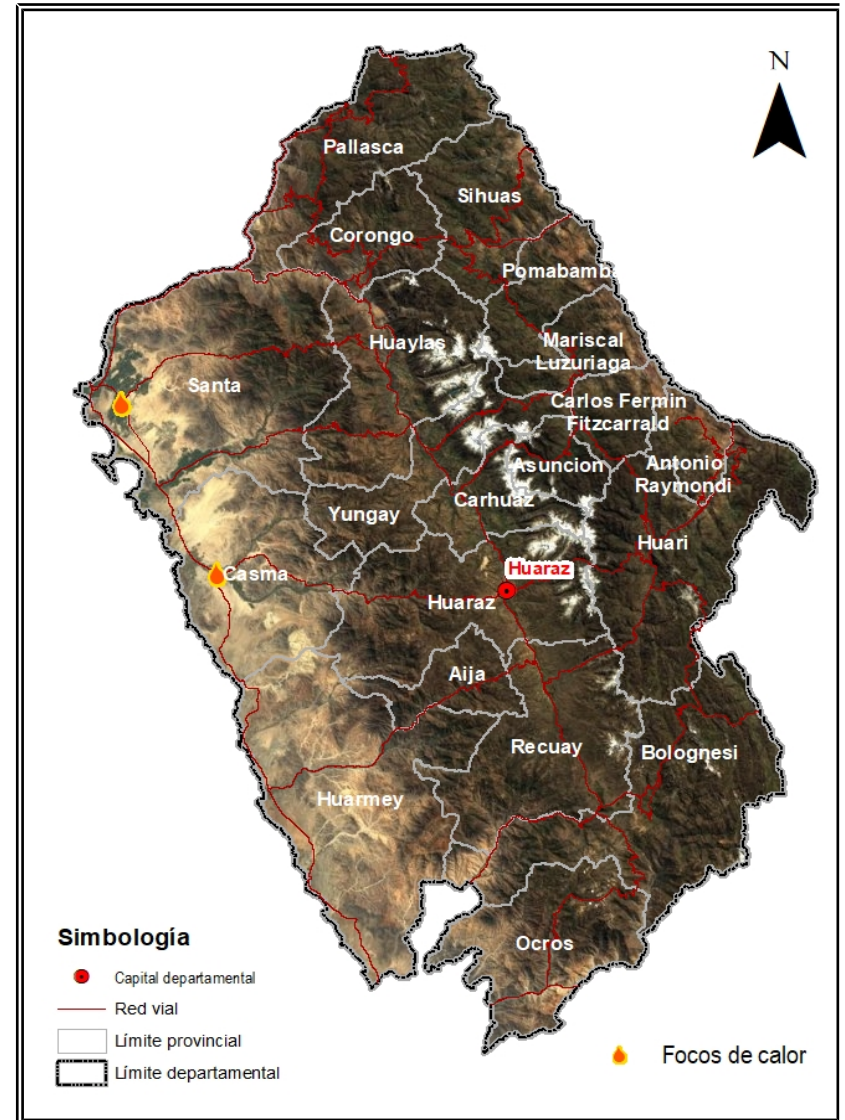 N
Pallasca
Sihuas
Corongo
Pomabamb
Huaylas
Mariscal
Luzuriaga
Santa
Carlos Fermin
Fitzcarrald
Asuncion
Antonio
Raymondi
Carhuaz
Yungay
Huari
Huaraz
Casma
Huaraz
Aija
Recuay
Bolognesi
Huarmey
Ocros
Simbología
Capital departamental
Red vial
Límite provincial
Límite departamental
Focos de calor